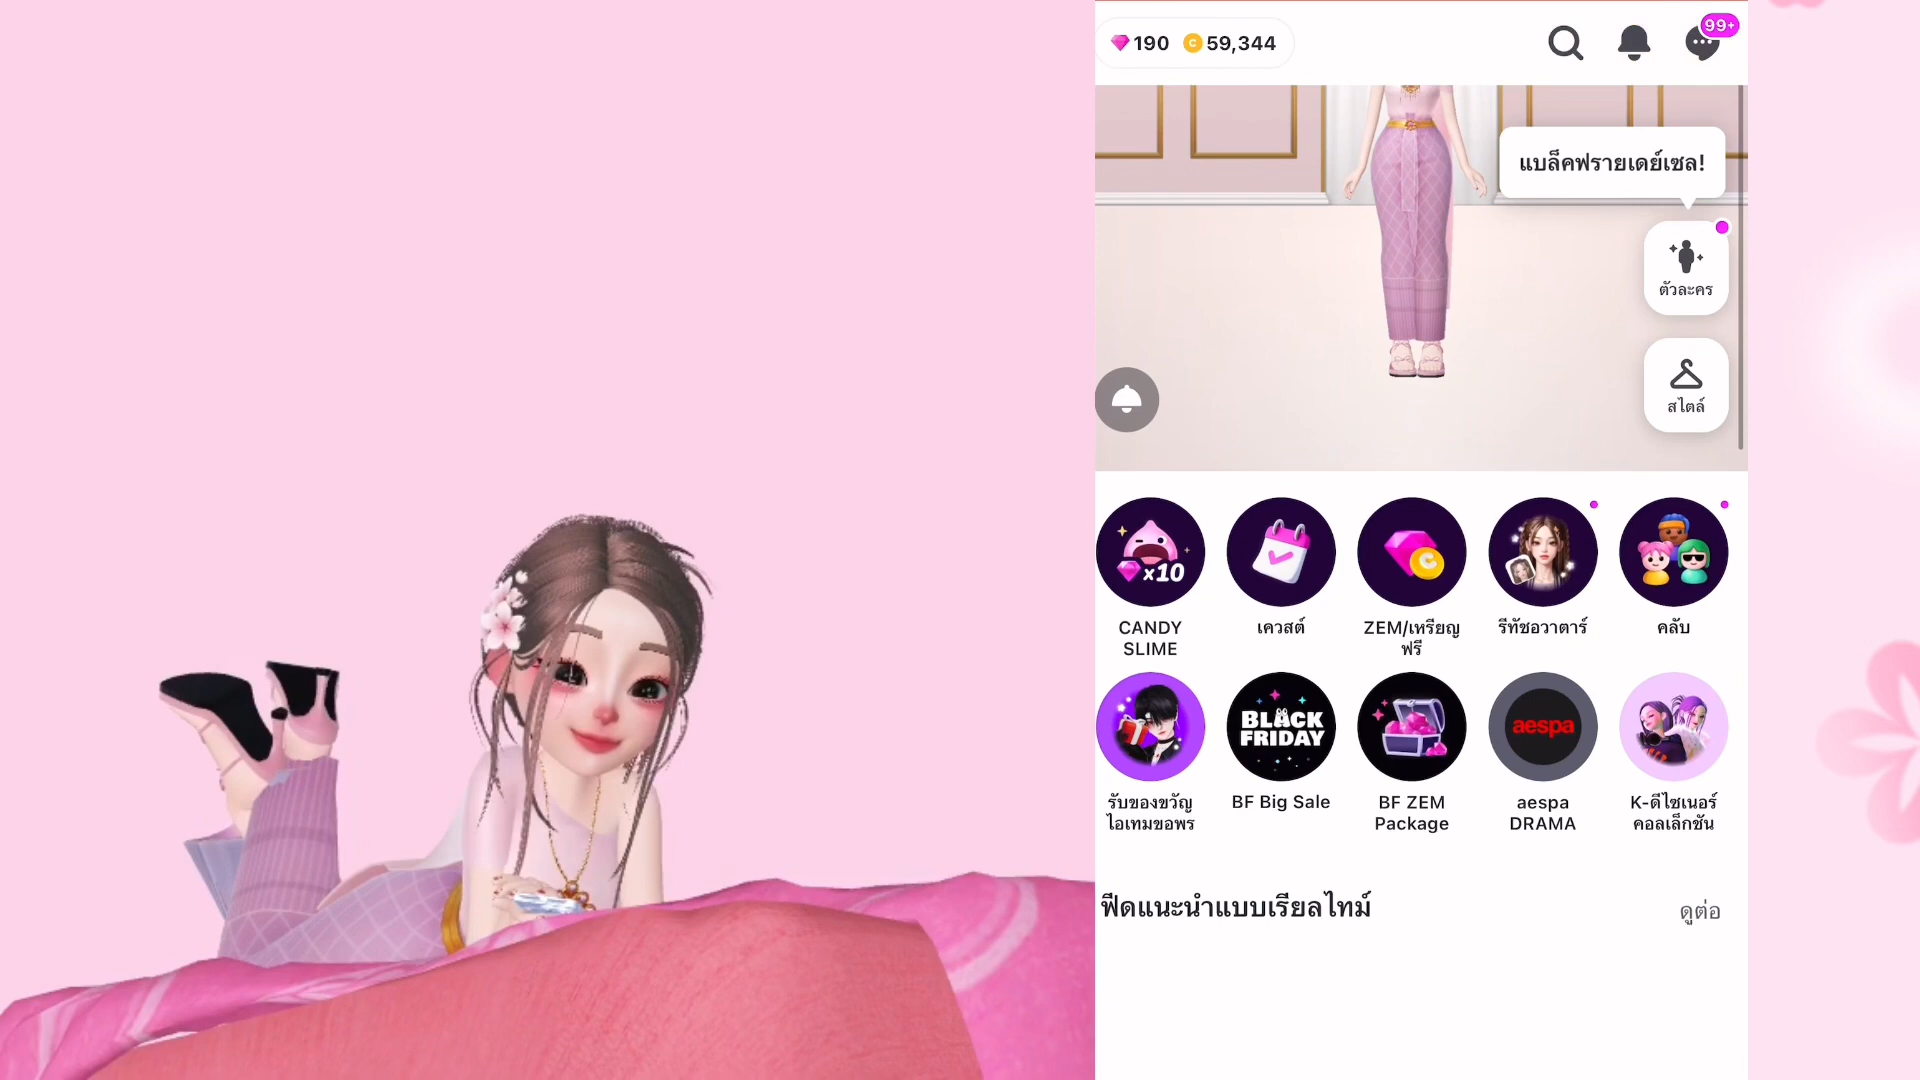 190 59,344
99+
แบล็คฟรายเดย์เซล!
ตัวละคร
สไตล์
x10
CANDY
SLIME
เควสต์
ZEM/เหรียญ
ฟรี
รีทัชอวาตาร์
คลับ
รับของขวัญ
ไอเทมขอพร
BLACK
FRIDAY
BF Big Sale
BF ZEM
Package
aespa
aespa
DRAMA
K-ดีไซเนอร์
คอลเล็กชัน
ฟีดแนะนำแบบเรียลไทม์
ดูต่อ